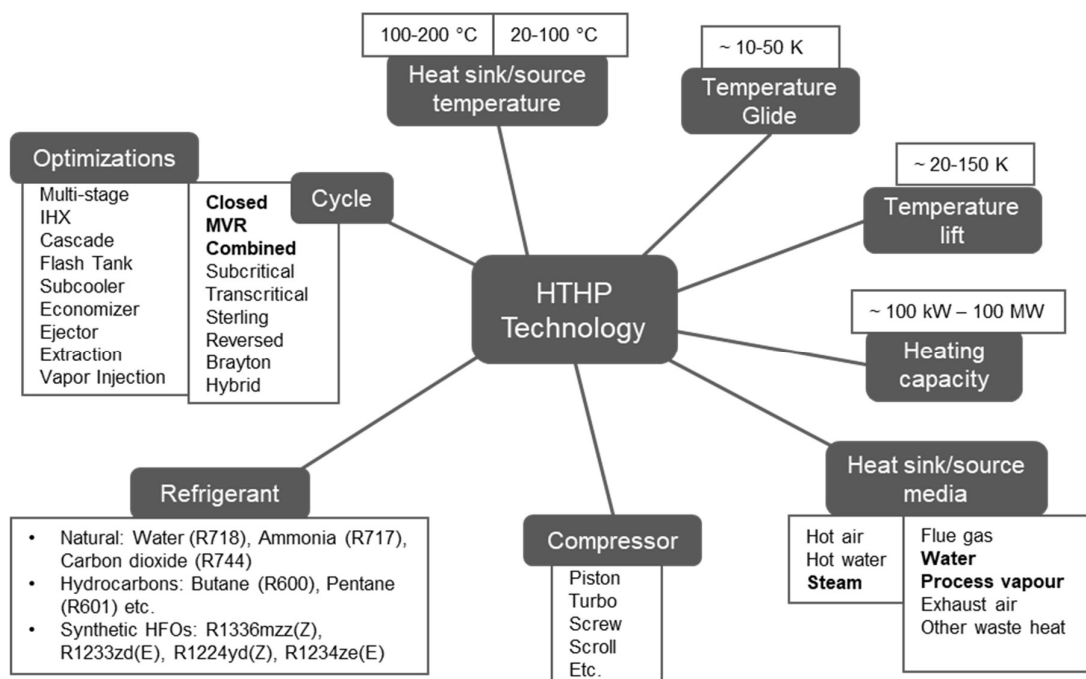 100-200 °C
20-100 °C
Heat sink/source
temperature
~ 10-50 K
Temperature
Glide
Optimizations
Multi-stage
IHX
Cascade
Flash Tank
Subcooler
Economizer
Ejector
Extraction
Vapor Injection
Cycle
Closed
MVR
Combined
Subcritical
Transcritical
Sterling
Reversed
Brayton
Hybrid
~ 20-150 K
Temperature
lift
HTHP
Technology
~ 100 kW – 100 MW
Heating
capacity
Refrigerant
• Natural: Water (R718), Ammonia (R717),
Carbon dioxide (R744)
• Hydrocarbons: Butane (R600), Pentane
(R601) etc.
• Synthetic HFOs: R1336mzz(Z),
R1233zd(E), R1224yd(Z), R1234ze(E)
Compressor
Piston
Turbo
Screw
Scroll
Etc.
Heat sink/source
media
Hot air
Hot water
Steam
Flue gas
Water
Process vapour
Exhaust air
Other waste heat